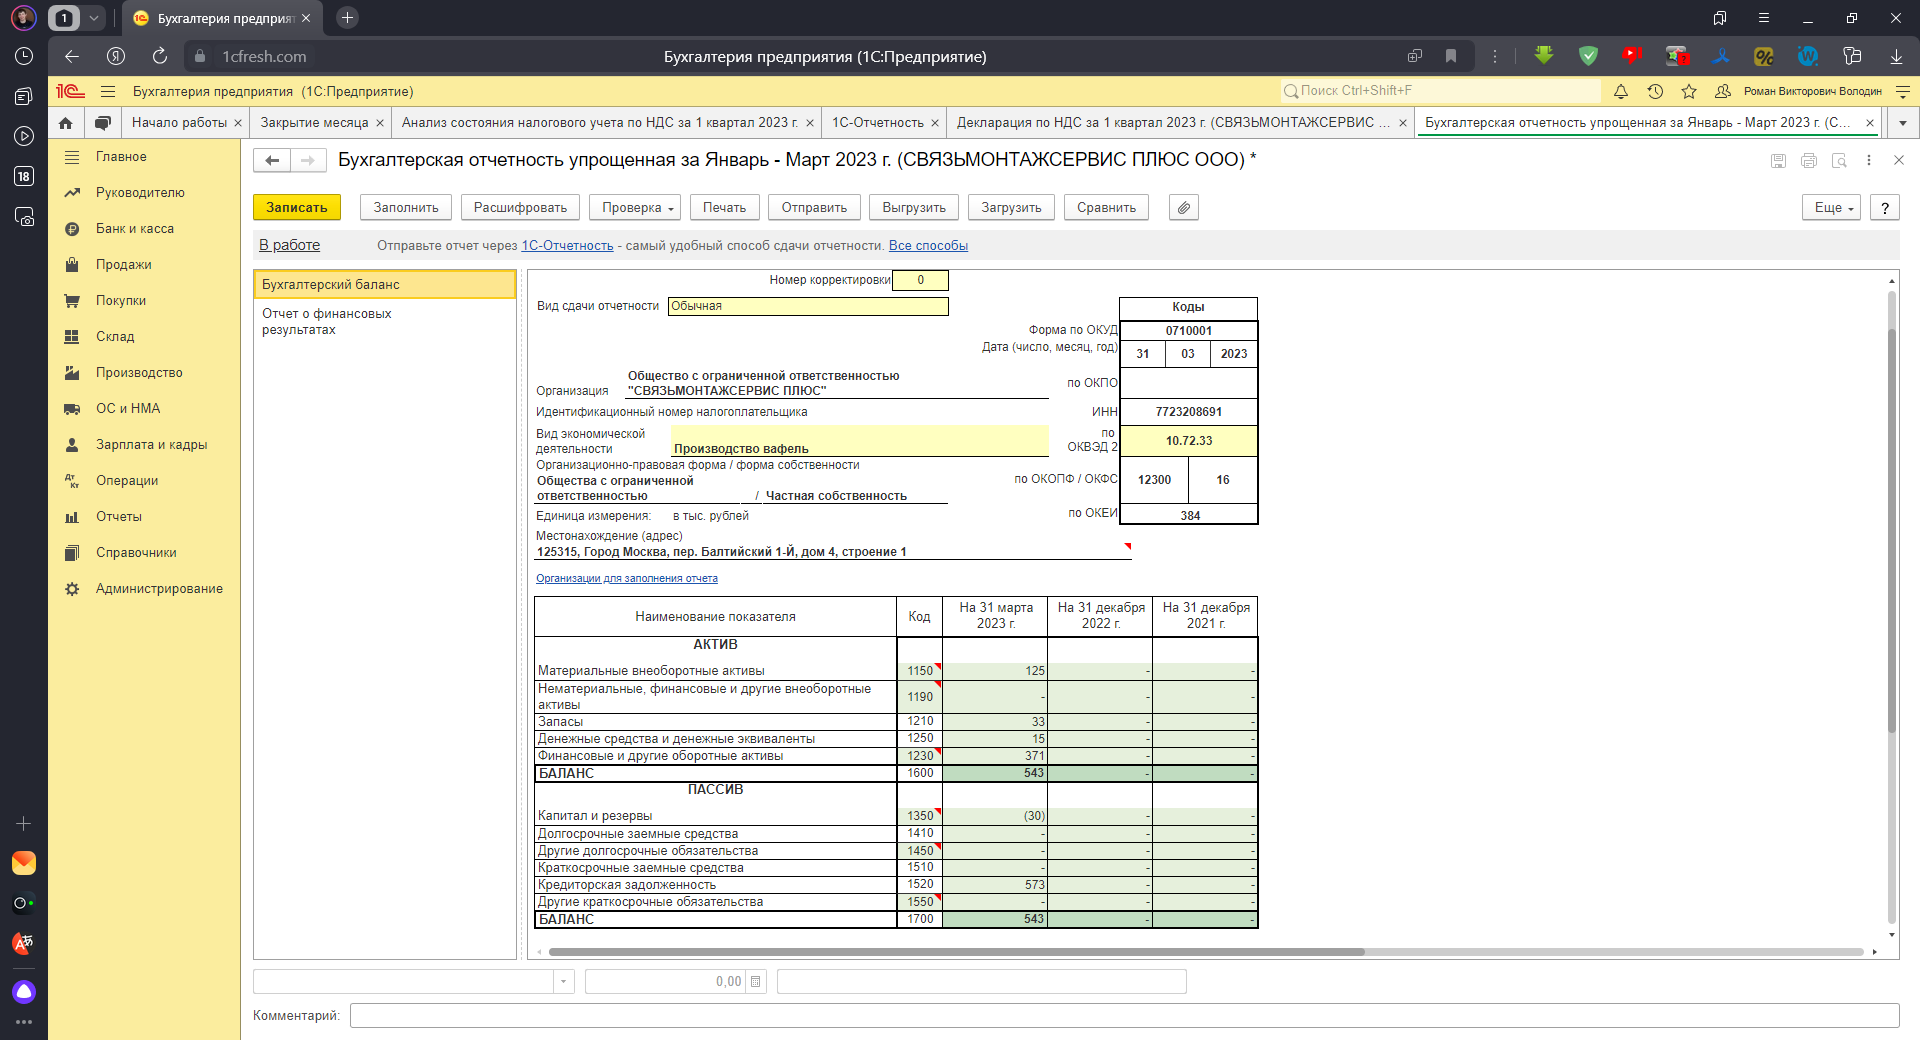 1
Бухгалтерия предприят
1cfresh.com
Бухгалтерия предприятия (1С:Предприятие)
Бухгалтерия предприятия (1С:Предприятие)
Поиск Ctrl+Shift+F
Роман Викторович Володин
Начало работы
Закрытие месяца
Анализ состояния налогового учета по НДС за 1 квартал 2023 г.
1С-Отчетность
Декларация по НДС за 1 квартал 2023 г. (СВЯЗЬМОНТАЖСЕРВИС ...
Бухгалтерская отчетность упрощенная за Январь - Март 2023 г. (С...
18
Главное
Руководителю
Банк и касса
Продажи
Покупки
Склад
Производство
ОС и НМА
Зарплата и кадры
Дт Кт Операции
Отчеты
Справочники
Администрирование
Бухгалтерская отчетность упрощенная за Январь - Март 2023 г. (СВЯЗЬМОНТАЖСЕРВИС ПЛЮС ООО) *
Записать Заполнить Расшифровать Проверка Печать Отправить Выгрузить Загрузить Сравнить Еще ?
В работе Отправьте отчет через 1С-Отчетность - самый удобный способ сдачи отчетности. Все способы
Бухгалтерский баланс
Отчет о финансовых
результатах
Номер корректировки 0
Вид сдачи отчетности Обычная
Коды
Форма по ОКУД 0710001
Дата (число, месяц, год) 31 03 2023
Общество с ограниченной ответственностью
Организация "СВЯЗЬМОНТАЖСЕРВИС ПЛЮС" по ОКПО
Идентификационный номер налогоплательщика ИНН 7723208691
Вид экономической
деятельности Производство вафель по
ОКВЭД 2 10.72.33
Организационно-правовая форма / форма собственности
Общества с ограниченной
ответственностью / Частная собственность по ОКОПФ / ОКФС 12300 16
Единица измерения: в тыс. рублей по ОКЕИ 384
Местонахождение (адрес)
125315, Город Москва, пер. Балтийский 1-Й, дом 4, строение 1
Организации для заполнения отчета
Наименование показателя Код На 31 марта 2023 г. На 31 декабря 2022 г. На 31 декабря 2021 г.
АКТИВ
Материальные внеоборотные активы 1150 125 - -
Нематериальные, финансовые и другие внеоборотные
активы 1190 - - -
Запасы 1210 33 - -
Денежные средства и денежные эквиваленты 1250 15 - -
Финансовые и другие оборотные активы 1230 371 - -
БАЛАНС 1600 543 - -
ПАССИВ
Капитал и резервы 1350 (30) - -
Долгосрочные заемные средства 1410 - - -
Другие долгосрочные обязательства 1450 - - -
Краткосрочные заемные средства 1510 - - -
Кредиторская задолженность 1520 573 - -
Другие краткосрочные обязательства 1550 - - -
БАЛАНС 1700 543 - -
0,00
Комментарий: